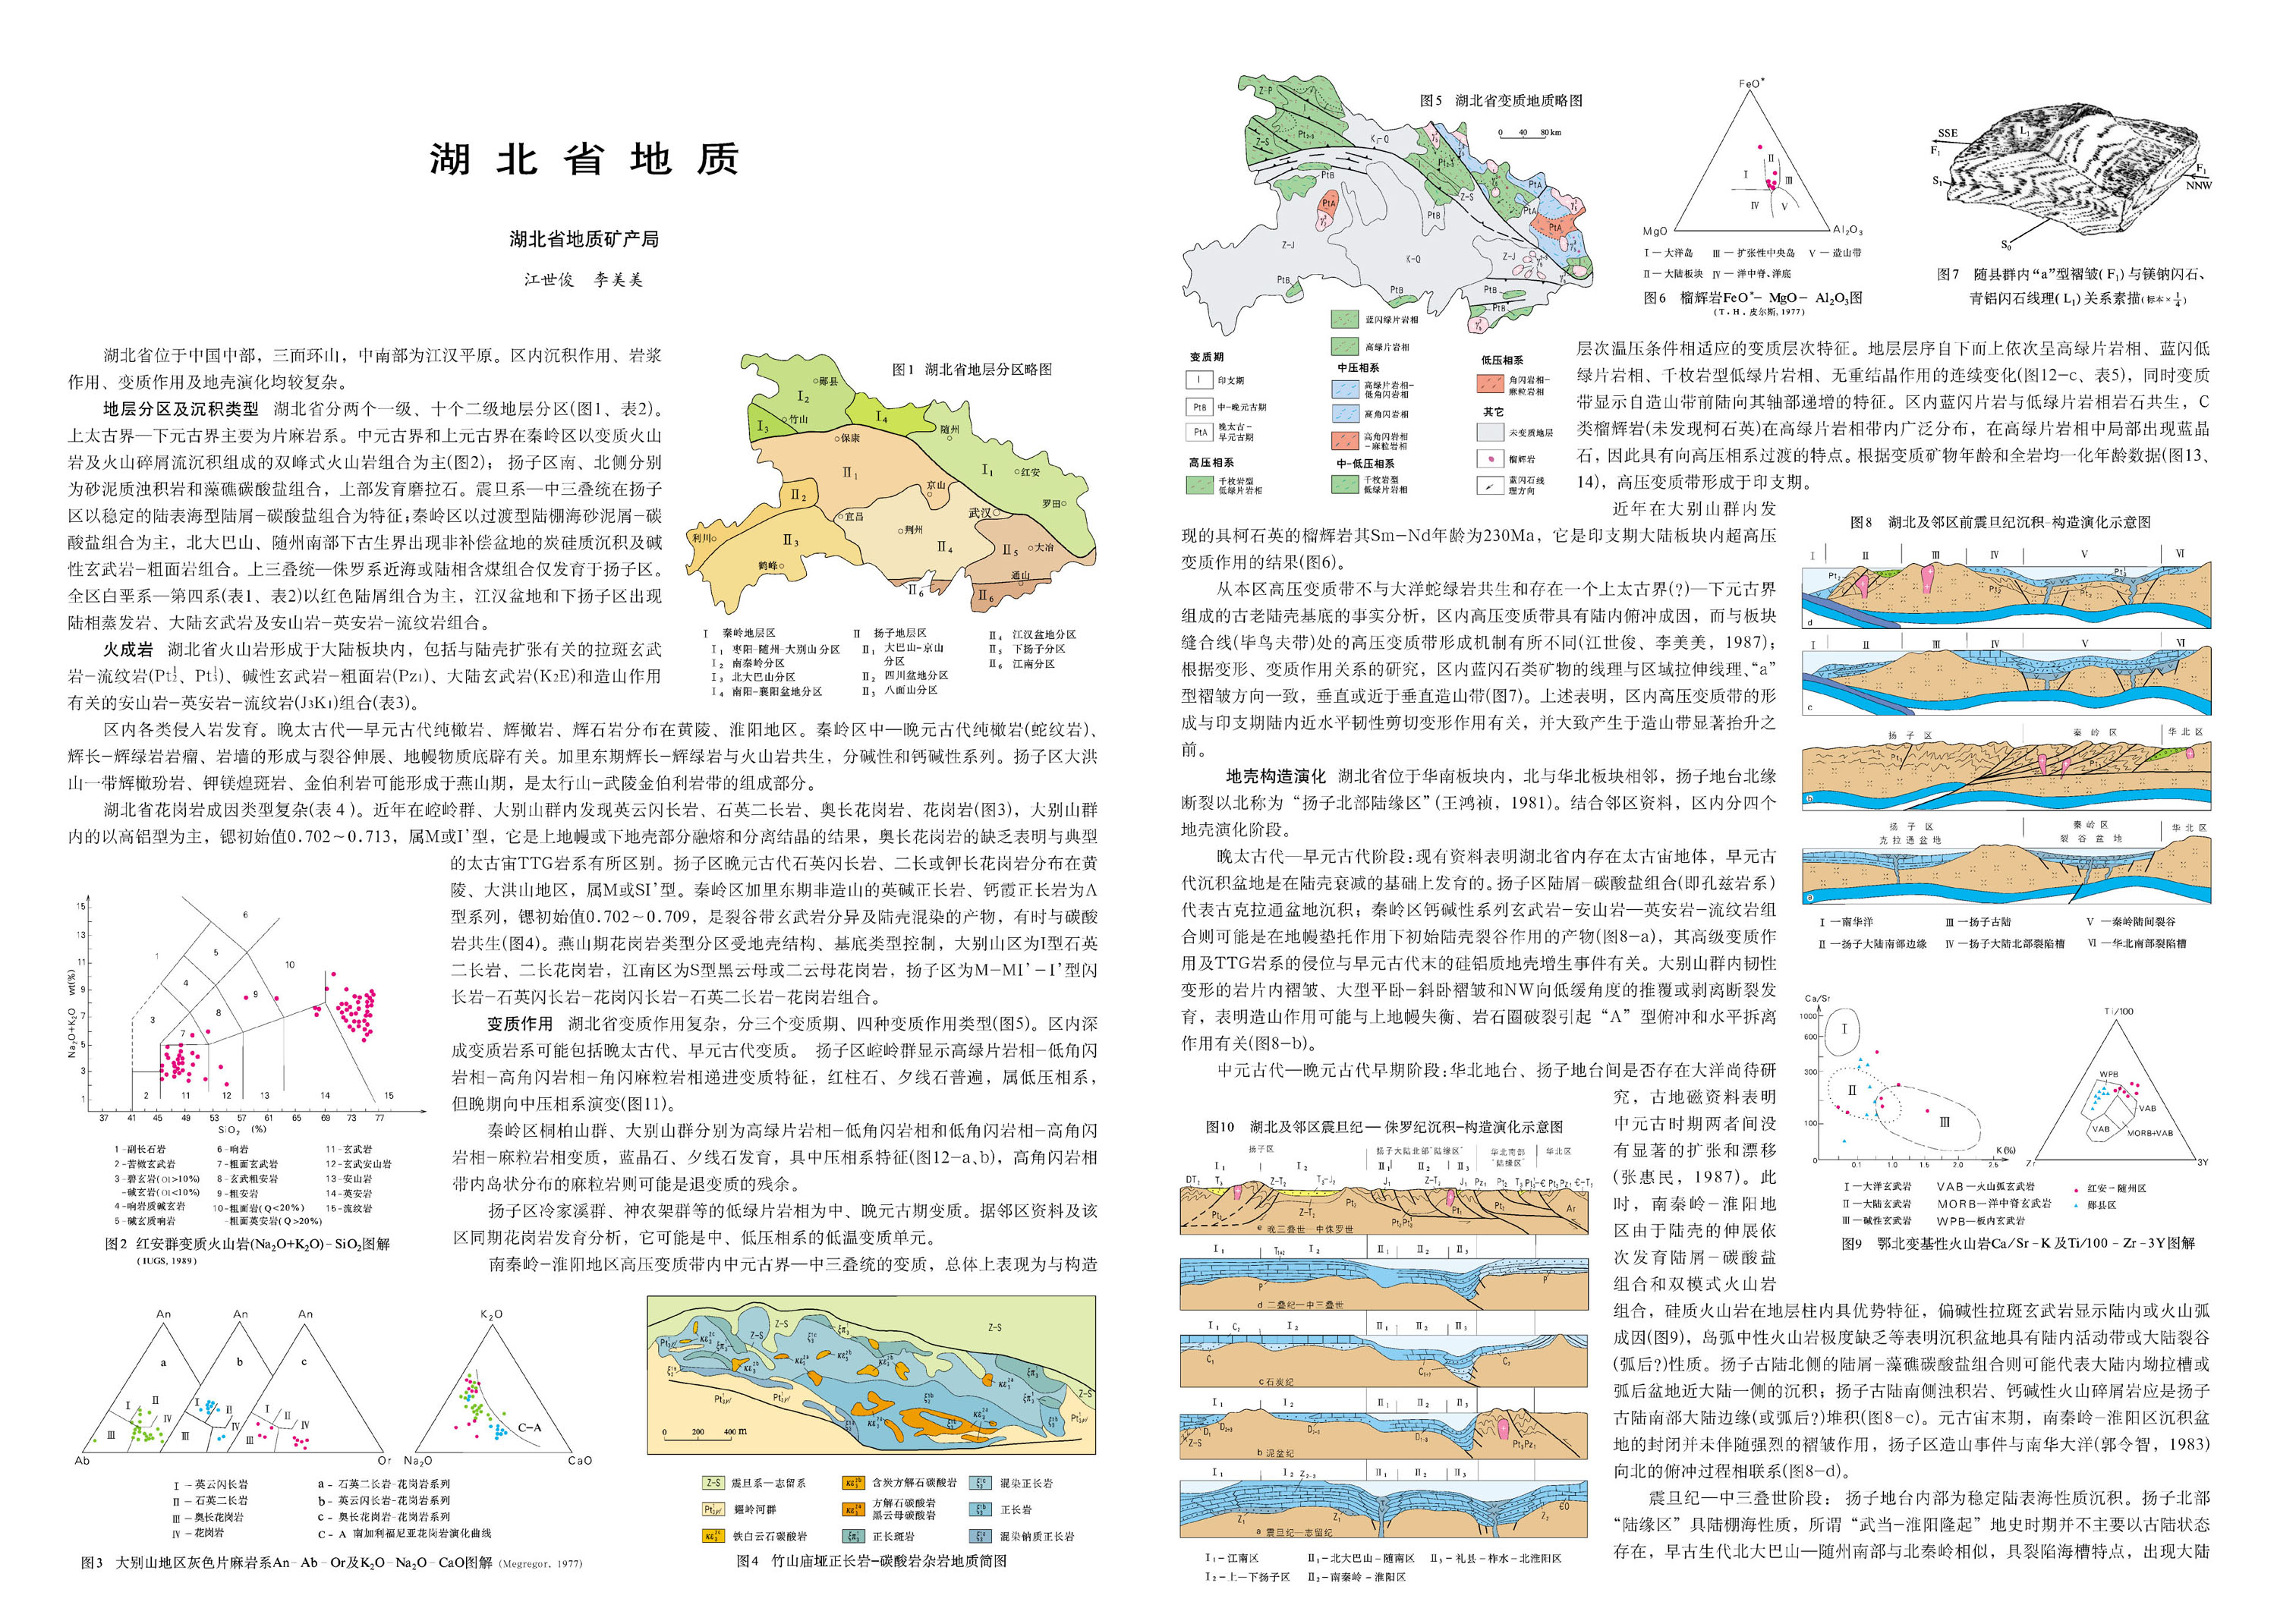 湖北省地质
湖北省地质矿产局
江世俊　李美美
湖北省位于中国中部，三面环山，中南部为江汉平原。区内沉积作用、岩浆
作用、变质作用及地壳演化均较复杂。
地层分区及沉积类型　湖北省分两个一级、十个二级地层分区(图1、表2)。
上太古界—下元古界主要为片麻岩系。中元古界和上元古界在秦岭区以变质火山
岩及火山碎屑流沉积组成的双峰式火山岩组合为主(图2)；扬子区南、北侧分别
为砂泥质浊积岩和藻礁碳酸盐组合，上部发育磨拉石。震旦系—中三叠统在扬子
区以稳定的陆表海型陆屑–碳酸盐组合为特征；秦岭区以过渡型陆棚海砂泥屑–碳
酸盐组合为主，北大巴山、随州南部下古生界出现非补偿盆地的炭硅质沉积及碱
性玄武岩–粗面岩组合。上三叠统—侏罗系近海或陆相含煤组合仅发育于扬子区。
全区白垩系—第四系(表1、表2)以红色陆屑组合为主，江汉盆地和下扬子区出现
陆相蒸发岩、大陆玄武岩及安山岩–英安岩–流纹岩组合。
火成岩　湖北省火山岩形成于大陆板块内，包括与陆壳扩张有关的拉斑玄武
岩–流纹岩(Pt½、Pt⅓)、碱性玄武岩–粗面岩(Pz₁)、大陆玄武岩(K₂E)和造山作用
有关的安山岩–英安岩–流纹岩(J₃K₁)组合(表3)。
图1　湖北省地层分区略图
郧县
I₂
竹山
I₃
I₄
随州
保康
II₁
I₁
红安
京山
II₂
罗田
武汉
宜昌
荆州
利川
II₃
II₄
II₅
大冶
鹤峰
通山
II₆
II₆
I　秦岭地层区
I₁　枣阳–随州–大别山分区
I₂　南秦岭分区
I₃　北大巴山分区
I₄　南阳–襄阳盆地分区
II　扬子地层区
II₁　大巴山–京山
分区
II₂　四川盆地分区
II₃　八面山分区
II₄　江汉盆地分区
II₅　下扬子分区
II₆　江南分区
区内各类侵入岩发育。晚太古代—早元古代纯橄岩、辉橄岩、辉石岩分布在黄陵、淮阳地区。秦岭区中—晚元古代纯橄岩(蛇纹岩)、
辉长–辉绿岩岩瘤、岩墙的形成与裂谷伸展、地幔物质底辟有关。加里东期辉长–辉绿岩与火山岩共生，分碱性和钙碱性系列。扬子区大洪
山一带辉橄玢岩、钾镁煌斑岩、金伯利岩可能形成于燕山期，是太行山–武陵金伯利岩带的组成部分。
湖北省花岗岩成因类型复杂(表4)。近年在崆岭群、大别山群内发现英云闪长岩、石英二长岩、奥长花岗岩、花岗岩(图3)，大别山群
内的以高铝型为主，锶初始值0.702～0.713，属M或I’型，它是上地幔或下地壳部分融熔和分离结晶的结果，奥长花岗岩的缺乏表明与典型
的太古宙TTG岩系有所区别。扬子区晚元古代石英闪长岩、二长或钾长花岗岩分布在黄
陵、大洪山地区，属M或SI’型。秦岭区加里东期非造山的英碱正长岩、钙霞正长岩为A
型系列，锶初始值0.702～0.709，是裂谷带玄武岩分异及陆壳混染的产物，有时与碳酸
岩共生(图4)。燕山期花岗岩类型分区受地壳结构、基底类型控制，大别山区为I型石英
二长岩、二长花岗岩，江南区为S型黑云母或二云母花岗岩，扬子区为M–MI’–I’型闪
长岩–石英闪长岩–花岗闪长岩–石英二长岩–花岗岩组合。
变质作用　湖北省变质作用复杂，分三个变质期、四种变质作用类型(图5)。区内深
成变质岩系可能包括晚太古代、早元古代变质。 扬子区崆岭群显示高绿片岩相–低角闪
岩相–高角闪岩相–角闪麻粒岩相递进变质特征，红柱石、夕线石普遍，属低压相系，
但晚期向中压相系演变(图11)。
秦岭区桐柏山群、大别山群分别为高绿片岩相–低角闪岩相和低角闪岩相–高角闪
岩相–麻粒岩相变质，蓝晶石、夕线石发育，具中压相系特征(图12–a、b)，高角闪岩相
带内岛状分布的麻粒岩则可能是退变质的残余。
扬子区冷家溪群、神农架群等的低绿片岩相为中、晚元古期变质。据邻区资料及该
区同期花岗岩发育分析，它可能是中、低压相系的低温变质单元。
南秦岭–淮阳地区高压变质带内中元古界—中三叠统的变质，总体上表现为与构造
Na₂O+K₂O wt(%)
15
13
11
9
7
5
3
1
37 41 45 49 53 57 61 65 69 73 77
SiO₂ (%)
1–副长石岩
2–苦橄玄武岩
3–碧玄岩(Ol>10%)
–碱玄岩(Ol<10%)
4–响岩质碱玄岩
5–碱玄质响岩
6–响岩
7–粗面玄武岩
8–玄武粗安岩
9–粗安岩
10–粗面岩(Q<20%)
–粗面英安岩(Q>20%)
11–玄武岩
12–玄武安山岩
13–安山岩
14–英安岩
15–流纹岩
图2　红安群变质火山岩(Na₂O+K₂O)–SiO₂图解
(IUGS, 1989)
An An An K₂O
a b c
C–A
Ab Or Na₂O CaO
I – 英云闪长岩
II – 石英二长岩
III – 奥长花岗岩
IV – 花岗岩
a – 石英二长岩–花岗岩系列
b – 英云闪长岩–花岗岩系列
c – 奥长花岗岩–花岗岩系列
C – A 南加利福尼亚花岗岩演化曲线
图3　大别山地区灰色片麻岩系An–Ab–Or及K₂O–Na₂O–CaO图解 (Megregor, 1977)
Z–S
0 200 400 m
Z–S 震旦系—志留系
耀岭河群
铁白云石碳酸岩
含炭方解石碳酸岩
方解石碳酸岩
黑云母碳酸岩
正长斑岩
混染正长岩
正长岩
混染钠质正长岩
图4　竹山庙垭正长岩–碳酸岩杂岩地质简图
图5　湖北省变质地质略图
0 40 80 km
变质期
I 印支期
PtB 中–晚元古期
PtA 晚太古–
早元古期
高压相系
千枚岩型
低绿片岩相
蓝闪绿片岩相
高绿片岩相
中压相系
高绿片岩相–
低角闪岩相
高角闪岩相
高角闪岩相
–麻粒岩相
中–低压相系
千枚岩型
低绿片岩相
低压相系
角闪岩相–
麻粒岩相
其它
未变质地层
榴辉岩
蓝闪石线
理方向
FeO*
I II III IV V
MgO Al₂O₃
I—大洋岛　III—扩张性中央岛　V—造山带
II—大陆板块　IV—洋中脊、洋底
图6　榴辉岩FeO*–MgO–Al₂O₃图
(T．H．皮尔斯, 1977)
SSE
F₁
L₁
S₁
F₁
NNW
S₀
图7　随县群内“a”型褶皱(F₁)与镁钠闪石、
青铝闪石线理(L₁)关系素描(标本×¼)
层次温压条件相适应的变质层次特征。地层层序自下而上依次呈高绿片岩相、蓝闪低
绿片岩相、千枚岩型低绿片岩相、无重结晶作用的连续变化(图12–c、表5)，同时变质
带显示自造山带前陆向其轴部递增的特征。区内蓝闪片岩与低绿片岩相岩石共生，C
类榴辉岩(未发现柯石英)在高绿片岩相带内广泛分布，在高绿片岩相中局部出现蓝晶
石，因此具有向高压相系过渡的特点。根据变质矿物年龄和全岩均一化年龄数据(图13、
14)，高压变质带形成于印支期。
近年在大别山群内发
现的具柯石英的榴辉岩其Sm–Nd年龄为230Ma，它是印支期大陆板块内超高压
变质作用的结果(图6)。
从本区高压变质带不与大洋蛇绿岩共生和存在一个上太古界(?)—下元古界
组成的古老陆壳基底的事实分析，区内高压变质带具有陆内俯冲成因，而与板块
缝合线(毕鸟夫带)处的高压变质带形成机制有所不同(江世俊、李美美，1987)；
根据变形、变质作用关系的研究，区内蓝闪石类矿物的线理与区域拉伸线理、“a”
型褶皱方向一致，垂直或近于垂直造山带(图7)。上述表明，区内高压变质带的形
成与印支期陆内近水平韧性剪切变形作用有关，并大致产生于造山带显著抬升之
前。
地壳构造演化　湖北省位于华南板块内，北与华北板块相邻，扬子地台北缘
断裂以北称为“扬子北部陆缘区”(王鸿祯，1981)。结合邻区资料，区内分四个
地壳演化阶段。
晚太古代—早元古代阶段：现有资料表明湖北省内存在太古宙地体，早元古
代沉积盆地是在陆壳衰减的基础上发育的。扬子区陆屑–碳酸盐组合(即孔兹岩系)
代表古克拉通盆地沉积；秦岭区钙碱性系列玄武岩–安山岩—英安岩–流纹岩组
合则可能是在地幔垫托作用下初始陆壳裂谷作用的产物(图8–a)，其高级变质作
用及TTG岩系的侵位与早元古代末的硅铝质地壳增生事件有关。大别山群内韧性
变形的岩片内褶皱、大型平卧–斜卧褶皱和NW向低缓角度的推覆或剥离断裂发
育，表明造山作用可能与上地幔失衡、岩石圈破裂引起“A”型俯冲和水平拆离
作用有关(图8–b)。
中元古代—晚元古代早期阶段：华北地台、扬子地台间是否存在大洋尚待研
究，古地磁资料表明
中元古时期两者间没
有显著的扩张和漂移
(张惠民，1987)。此
时，南秦岭–淮阳地
区由于陆壳的伸展依
次发育陆屑–碳酸盐
组合和双模式火山岩
组合，硅质火山岩在地层柱内具优势特征，偏碱性拉斑玄武岩显示陆内或火山弧
成因(图9)，岛弧中性火山岩极度缺乏等表明沉积盆地具有陆内活动带或大陆裂谷
(弧后?)性质。扬子古陆北侧的陆屑–藻礁碳酸盐组合则可能代表大陆内坳拉槽或
弧后盆地近大陆一侧的沉积；扬子古陆南侧浊积岩、钙碱性火山碎屑岩应是扬子
古陆南部大陆边缘(或弧后?)堆积(图8–c)。元古宙末期，南秦岭–淮阳区沉积盆
地的封闭并未伴随强烈的褶皱作用，扬子区造山事件与南华大洋(郭令智，1983)
向北的俯冲过程相联系(图8–d)。
震旦纪—中三叠世阶段：扬子地台内部为稳定陆表海性质沉积。扬子北部
“陆缘区”具陆棚海性质，所谓“武当–淮阳隆起”地史时期并不主要以古陆状态
存在，早古生代北大巴山—随州南部与北秦岭相似，具裂陷海槽特点，出现大陆
图8　湖北及邻区前震旦纪沉积–构造演化示意图
I II III IV V VI
d
I II III IV V VI
c
扬子区 秦岭区 华北区
b
扬子区 秦岭区 华北区
克拉通盆地 裂谷盆地
a
I—南华洋　III—扬子古陆　V—秦岭陆间裂谷
II—扬子大陆南部边缘　IV—扬子大陆北部裂陷槽　VI—华北南部裂陷槽
Ca/Sr
1000
600
300
100
0 0.1 1.0 1.5 2.0 2.5 K(%)
Ti/100
WPB
VAB
VAB
MORB+VAB
Zr 3Y
I—大洋玄武岩
II—大陆玄武岩
III—碱性玄武岩
VAB—火山弧玄武岩
MORB—洋中脊玄武岩
WPB—板内玄武岩
红安–随州区
郧县区
图9　鄂北变基性火山岩Ca/Sr–K及Ti/100–Zr–3Y图解
图10　湖北及邻区震旦纪—侏罗纪沉积–构造演化示意图
扬子区 扬子大陆北部“陆缘区” 华北南部“陆缘区” 华北区
e 晚三叠世—中侏罗世
d 二叠纪—中三叠世
c 石炭纪
b 泥盆纪
a 震旦纪—志留纪
I₁–江南区　II₁–北大巴山–随南区　II₃–礼县–柞水–北淮阳区
I₂–上—下扬子区　II₂–南秦岭–淮阳区